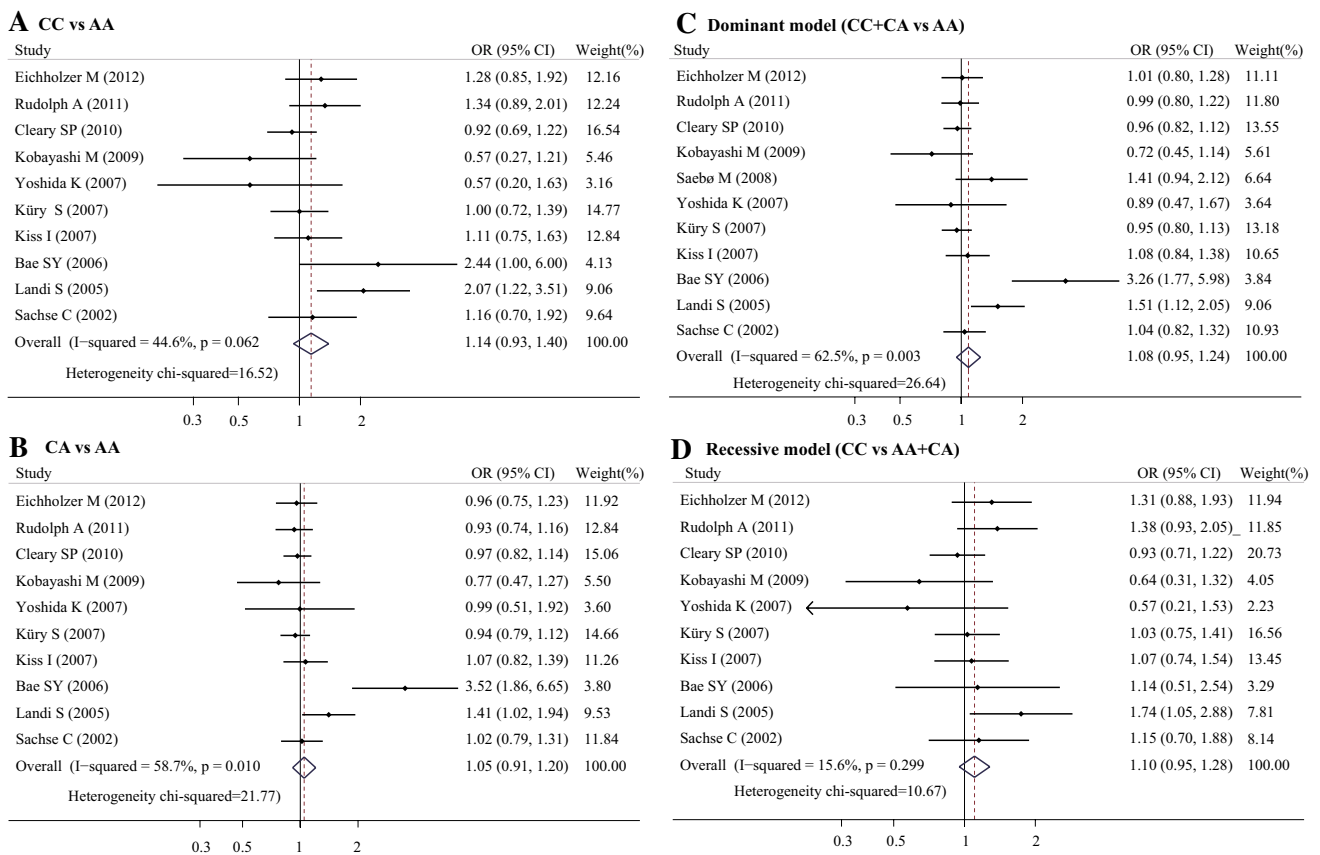 A CC vs AA
Study OR (95% CI) Weight(%)
Eichholzer M (2012) 1.28 (0.85, 1.92) 12.16
Rudolph A (2011) 1.34 (0.89, 2.01) 12.24
Cleary SP (2010) 0.92 (0.69, 1.22) 16.54
Kobayashi M (2009) 0.57 (0.27, 1.21) 5.46
Yoshida K (2007) 0.57 (0.20, 1.63) 3.16
Küry S (2007) 1.00 (0.72, 1.39) 14.77
Kiss I (2007) 1.11 (0.75, 1.63) 12.84
Bae SY (2006) 2.44 (1.00, 6.00) 4.13
Landi S (2005) 2.07 (1.22, 3.51) 9.06
Sachse C (2002) 1.16 (0.70, 1.92) 9.64
Overall (I−squared = 44.6%, p = 0.062 1.14 (0.93, 1.40) 100.00
Heterogeneity chi-squared=16.52)
0.3 0.5 1 2
B CA vs AA
Study OR (95% CI) Weight(%)
Eichholzer M (2012) 0.96 (0.75, 1.23) 11.92
Rudolph A (2011) 0.93 (0.74, 1.16) 12.84
Cleary SP (2010) 0.97 (0.82, 1.14) 15.06
Kobayashi M (2009) 0.77 (0.47, 1.27) 5.50
Yoshida K (2007) 0.99 (0.51, 1.92) 3.60
Küry S (2007) 0.94 (0.79, 1.12) 14.66
Kiss I (2007) 1.07 (0.82, 1.39) 11.26
Bae SY (2006) 3.52 (1.86, 6.65) 3.80
Landi S (2005) 1.41 (1.02, 1.94) 9.53
Sachse C (2002) 1.02 (0.79, 1.31) 11.84
Overall (I−squared = 58.7%, p = 0.010 1.05 (0.91, 1.20) 100.00
Heterogeneity chi-squared=21.77)
0.3 0.5 1 2
C Dominant model (CC+CA vs AA)
Study OR (95% CI) Weight(%)
Eichholzer M (2012) 1.01 (0.80, 1.28) 11.11
Rudolph A (2011) 0.99 (0.80, 1.22) 11.80
Cleary SP (2010) 0.96 (0.82, 1.12) 13.55
Kobayashi M (2009) 0.72 (0.45, 1.14) 5.61
Saebø M (2008) 1.41 (0.94, 2.12) 6.64
Yoshida K (2007) 0.89 (0.47, 1.67) 3.64
Küry S (2007) 0.95 (0.80, 1.13) 13.18
Kiss I (2007) 1.08 (0.84, 1.38) 10.65
Bae SY (2006) 3.26 (1.77, 5.98) 3.84
Landi S (2005) 1.51 (1.12, 2.05) 9.06
Sachse C (2002) 1.04 (0.82, 1.32) 10.93
Overall (I−squared = 62.5%, p = 0.003 1.08 (0.95, 1.24) 100.00
Heterogeneity chi-squared=26.64)
0.3 0.5 1 2
D Recessive model (CC vs AA+CA)
Study OR (95% CI) Weight(%)
Eichholzer M (2012) 1.31 (0.88, 1.93) 11.94
Rudolph A (2011) 1.38 (0.93, 2.05)_ 11.85
Cleary SP (2010) 0.93 (0.71, 1.22) 20.73
Kobayashi M (2009) 0.64 (0.31, 1.32) 4.05
Yoshida K (2007) 0.57 (0.21, 1.53) 2.23
Küry S (2007) 1.03 (0.75, 1.41) 16.56
Kiss I (2007) 1.07 (0.74, 1.54) 13.45
Bae SY (2006) 1.14 (0.51, 2.54) 3.29
Landi S (2005) 1.74 (1.05, 2.88) 7.81
Sachse C (2002) 1.15 (0.70, 1.88) 8.14
Overall (I−squared = 15.6%, p = 0.299 1.10 (0.95, 1.28) 100.00
Heterogeneity chi-squared=10.67)
0.3 0.5 1 2